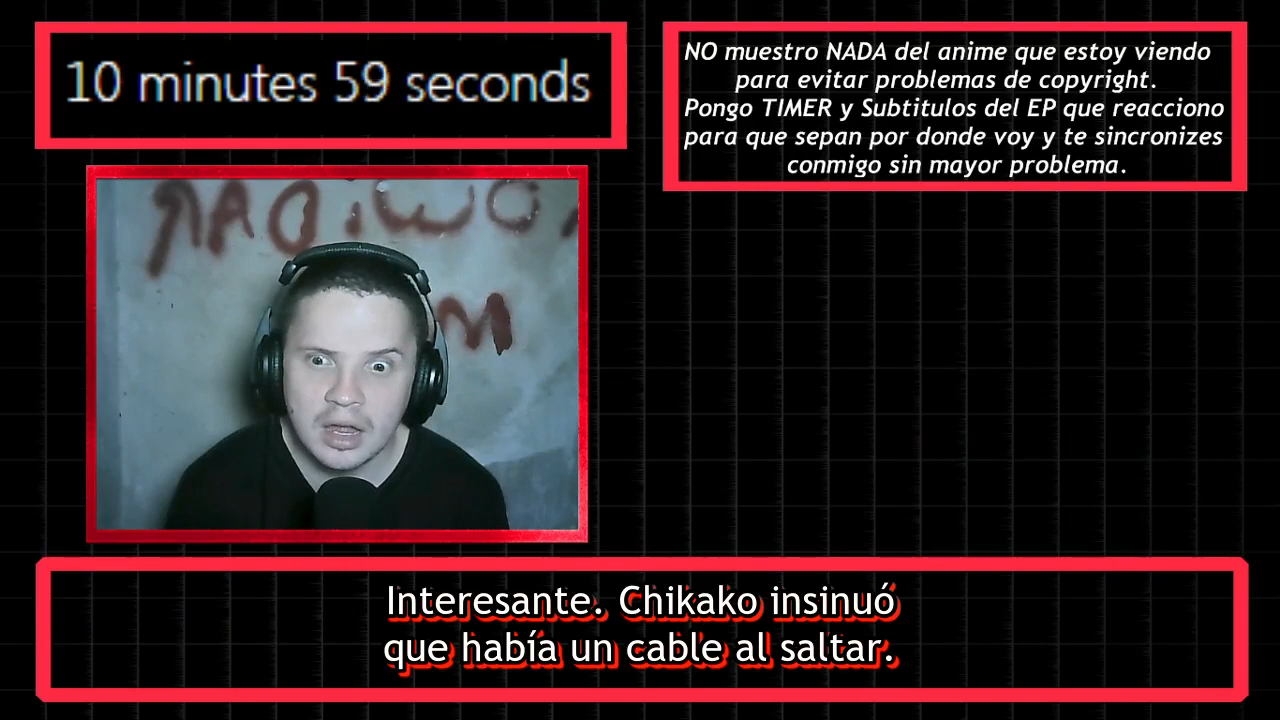 10 minutes 59 seconds
NO muestro NADA del anime que estoy viendo
para evitar problemas de copyright.
Pongo TIMER y Subtitulos del EP que reacciono
para que sepan por donde voy y te sincronizes
conmigo sin mayor problema.
Interesante. Chikako insinuó
que había un cable al saltar.